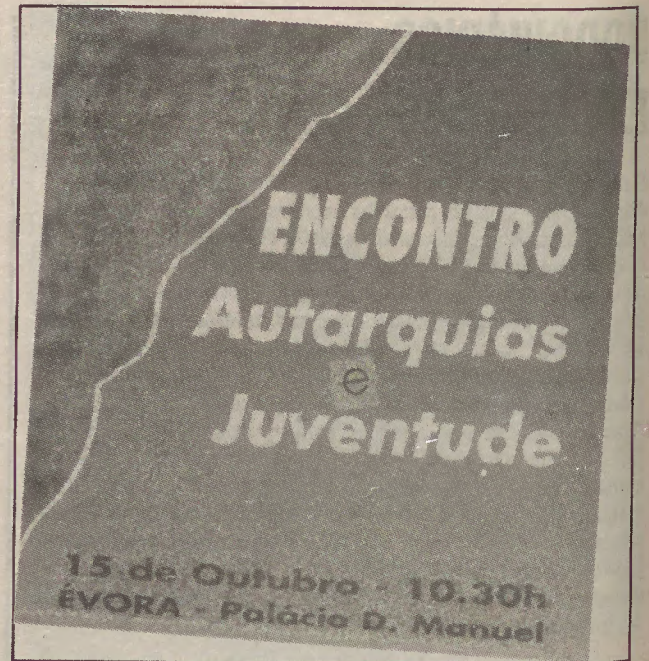 ENCONTRO
Autarquias
e
Juventude
15 de Outubro - 10.30h
ÉVORA - Palácio D. Manuel